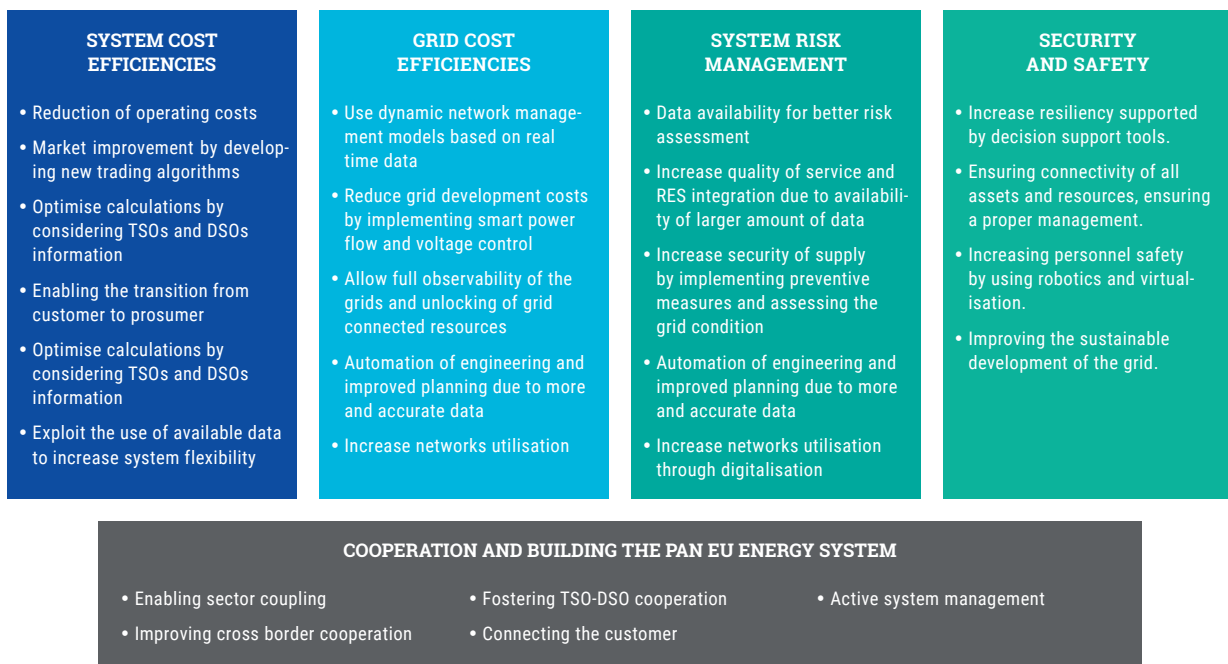 SYSTEM COST
EFFICIENCIES
• Reduction of operating costs
• Market improvement by develop-
ing new trading algorithms
• Optimise calculations by
considering TSOs and DSOs
information
• Enabling the transition from
customer to prosumer
• Optimise calculations by
considering TSOs and DSOs
information
• Exploit the use of available data
to increase system flexibility
GRID COST
EFFICIENCIES
• Use dynamic network manage-
ment models based on real
time data
• Reduce grid development costs
by implementing smart power
flow and voltage control
• Allow full observability of the
grids and unlocking of grid
connected resources
• Automation of engineering and
improved planning due to more
and accurate data
• Increase networks utilisation
SYSTEM RISK
MANAGEMENT
• Data availability for better risk
assessment
• Increase quality of service and
RES integration due to availabili-
ty of larger amount of data
• Increase security of supply
by implementing preventive
measures and assessing the
grid condition
• Automation of engineering and
improved planning due to more
and accurate data
• Increase networks utilisation
through digitalisation
SECURITY
AND SAFETY
• Increase resiliency supported
by decision support tools.
• Ensuring connectivity of all
assets and resources, ensuring
a proper management.
• Increasing personnel safety
by using robotics and virtual-
isation.
• Improving the sustainable
development of the grid.
COOPERATION AND BUILDING THE PAN EU ENERGY SYSTEM
• Enabling sector coupling
• Improving cross border cooperation
• Fostering TSO-DSO cooperation
• Connecting the customer
• Active system management